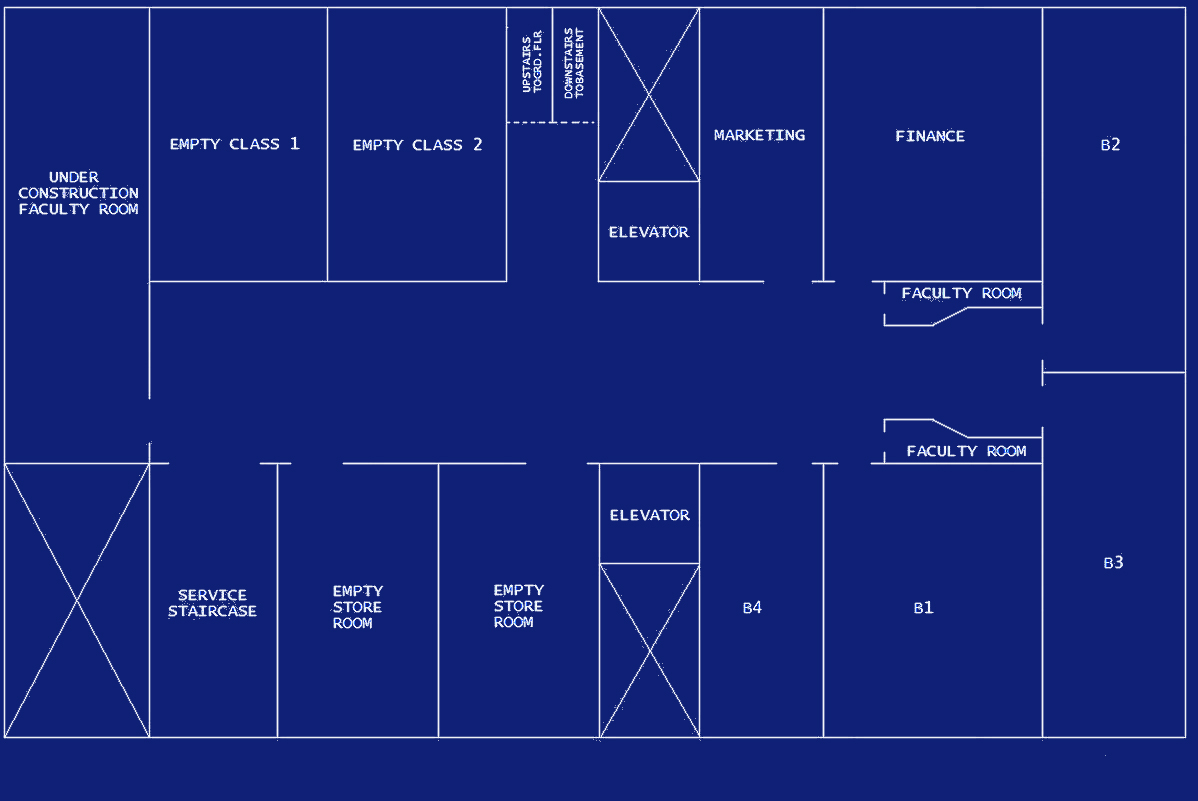 UPSTAIRS
TOGRD.FLR
DOWNSTAIRS
TOBASEMENT
EMPTY CLASS 1
EMPTY CLASS 2
MARKETING
FINANCE
B2
UNDER
CONSTRUCTION
FACULTY ROOM
ELEVATOR
FACULTY ROOM
FACULTY ROOM
ELEVATOR
B3
SERVICE
STAIRCASE
EMPTY
STORE
ROOM
EMPTY
STORE
ROOM
B4
B1